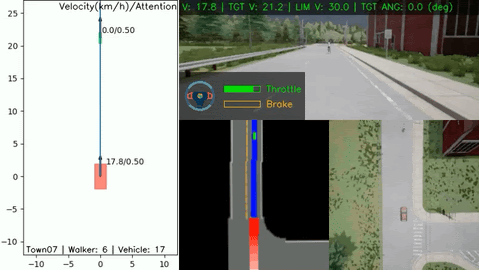 Velocity(km/h)/Attention
V: 17.8 | TGT V: 21.2 | LIM V: 30.0 | TGT ANG: 0.0 (deg)
25
0.0/0.50
20
15
Throttle
10
Brake
5
17.8/0.50
0
-5
-10
Town07 | Walker: 6 | Vehicle: 17
-10
0
10